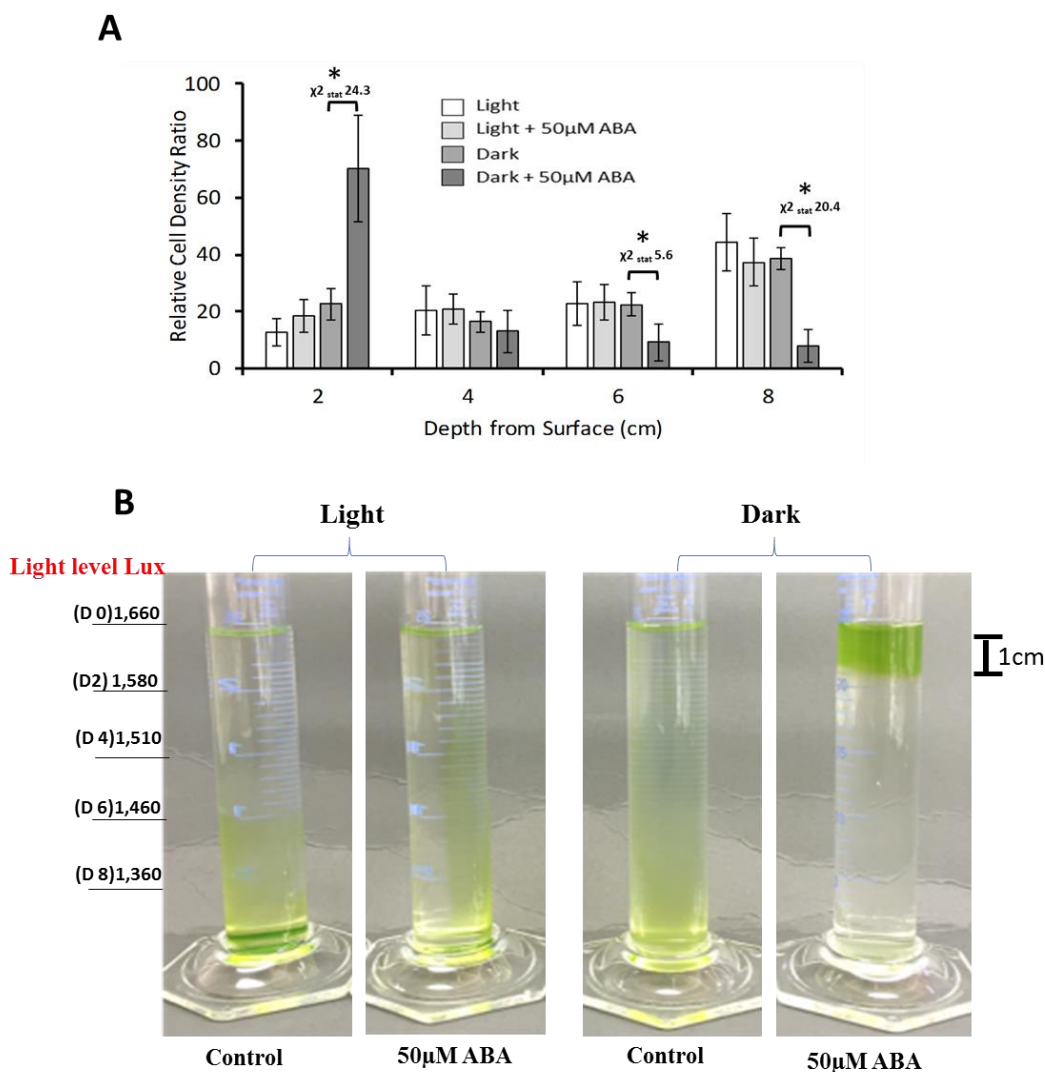 A
100
80
60
40
20
0
Relative Cell Density Ratio
*
χ2 stat 24.3
Light
Light + 50µM ABA
Dark
Dark + 50µM ABA
*
χ2 stat 5.6
*
χ2 stat 20.4
2 4 6 8
Depth from Surface (cm)
B
Light Dark
Light level Lux
(D 0)1,660
(D2) 1,580
(D 4)1,510
(D 6)1,460
(D 8)1,360
1cm
Control 50µM ABA Control 50µM ABA